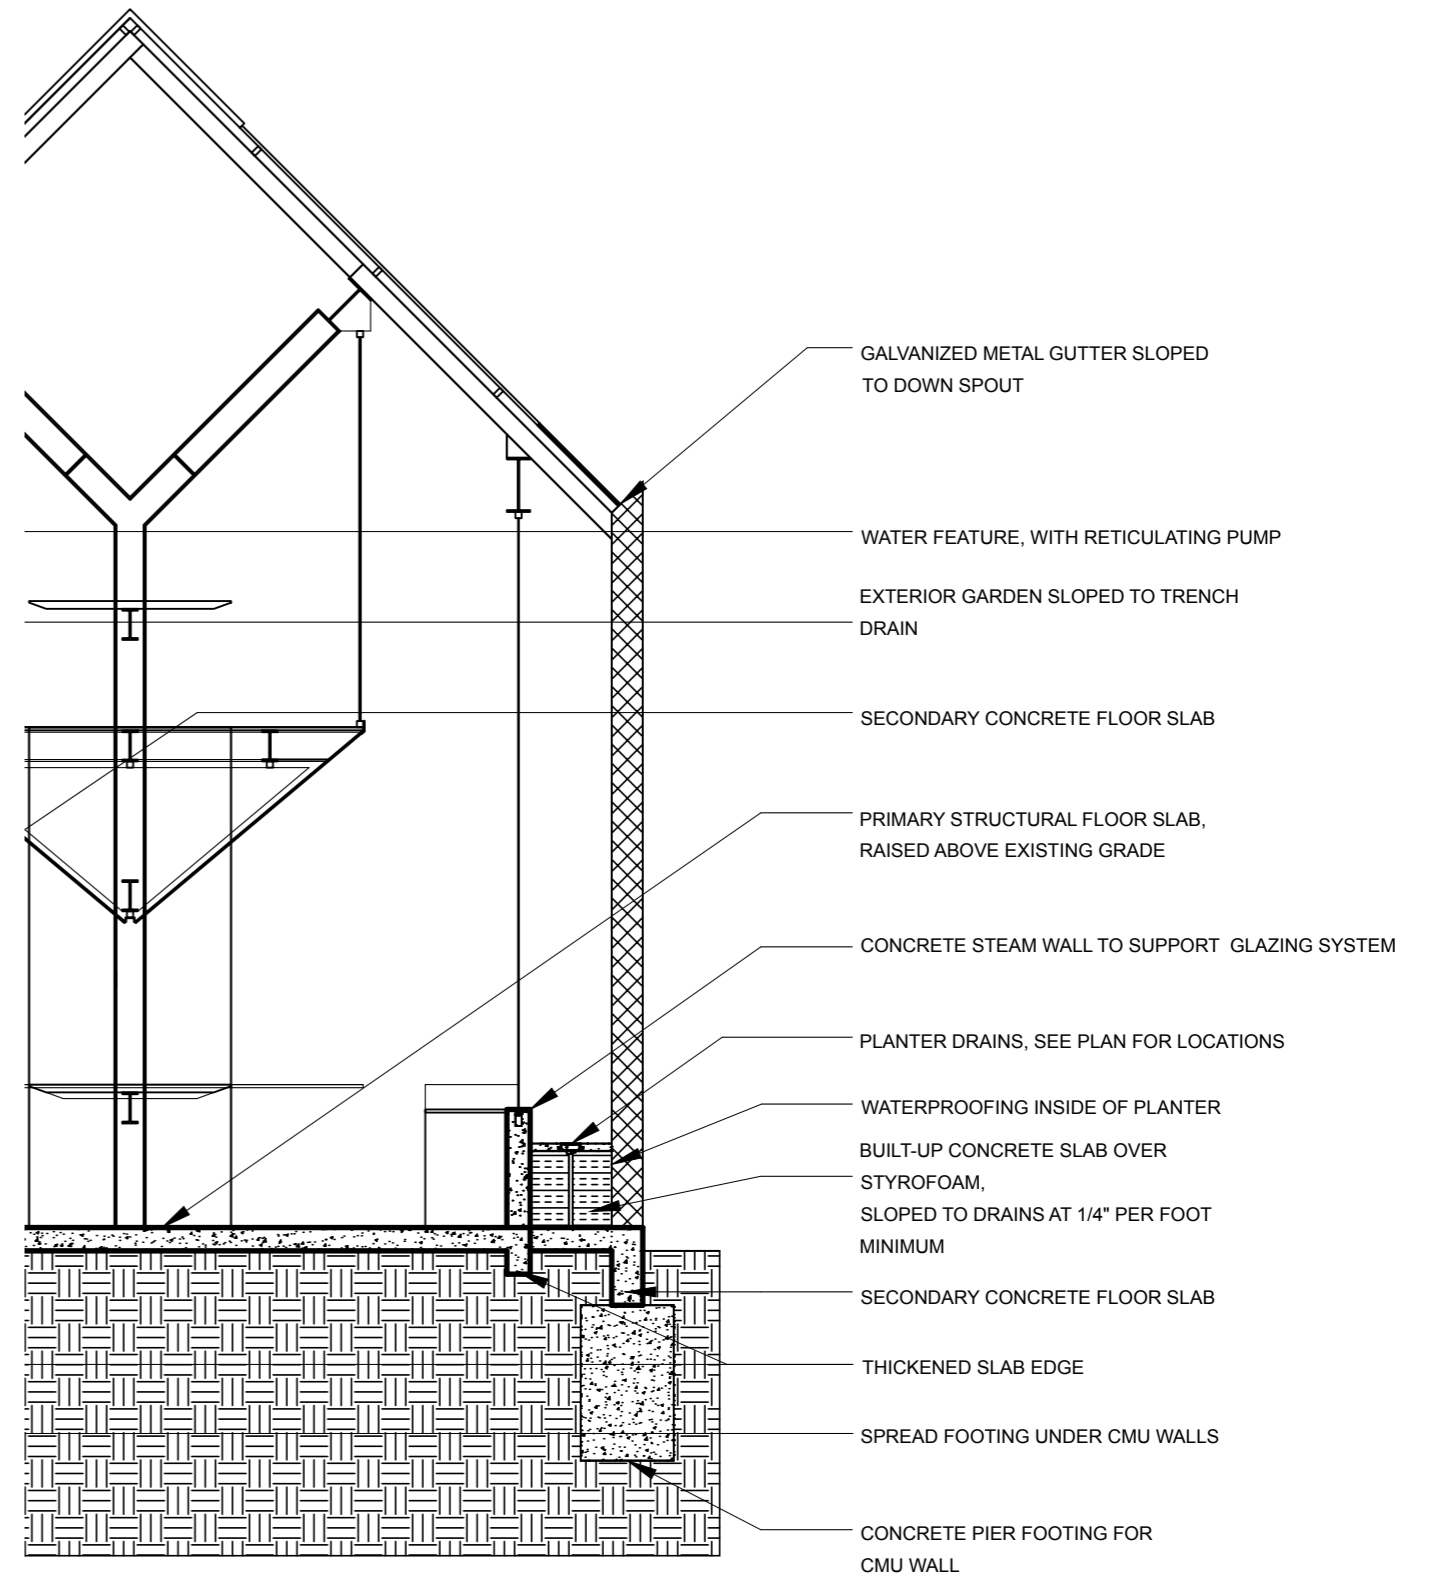 GALVANIZED METAL GUTTER SLOPED
TO DOWN SPOUT
WATER FEATURE, WITH RETICULATING PUMP
EXTERIOR GARDEN SLOPED TO TRENCH
DRAIN
SECONDARY CONCRETE FLOOR SLAB
PRIMARY STRUCTURAL FLOOR SLAB,
RAISED ABOVE EXISTING GRADE
CONCRETE STEAM WALL TO SUPPORT GLAZING SYSTEM
PLANTER DRAINS, SEE PLAN FOR LOCATIONS
WATERPROOFING INSIDE OF PLANTER
BUILT-UP CONCRETE SLAB OVER
STYROFOAM,
SLOPED TO DRAINS AT 1/4" PER FOOT
MINIMUM
SECONDARY CONCRETE FLOOR SLAB
THICKENED SLAB EDGE
SPREAD FOOTING UNDER CMU WALLS
CONCRETE PIER FOOTING FOR
CMU WALL